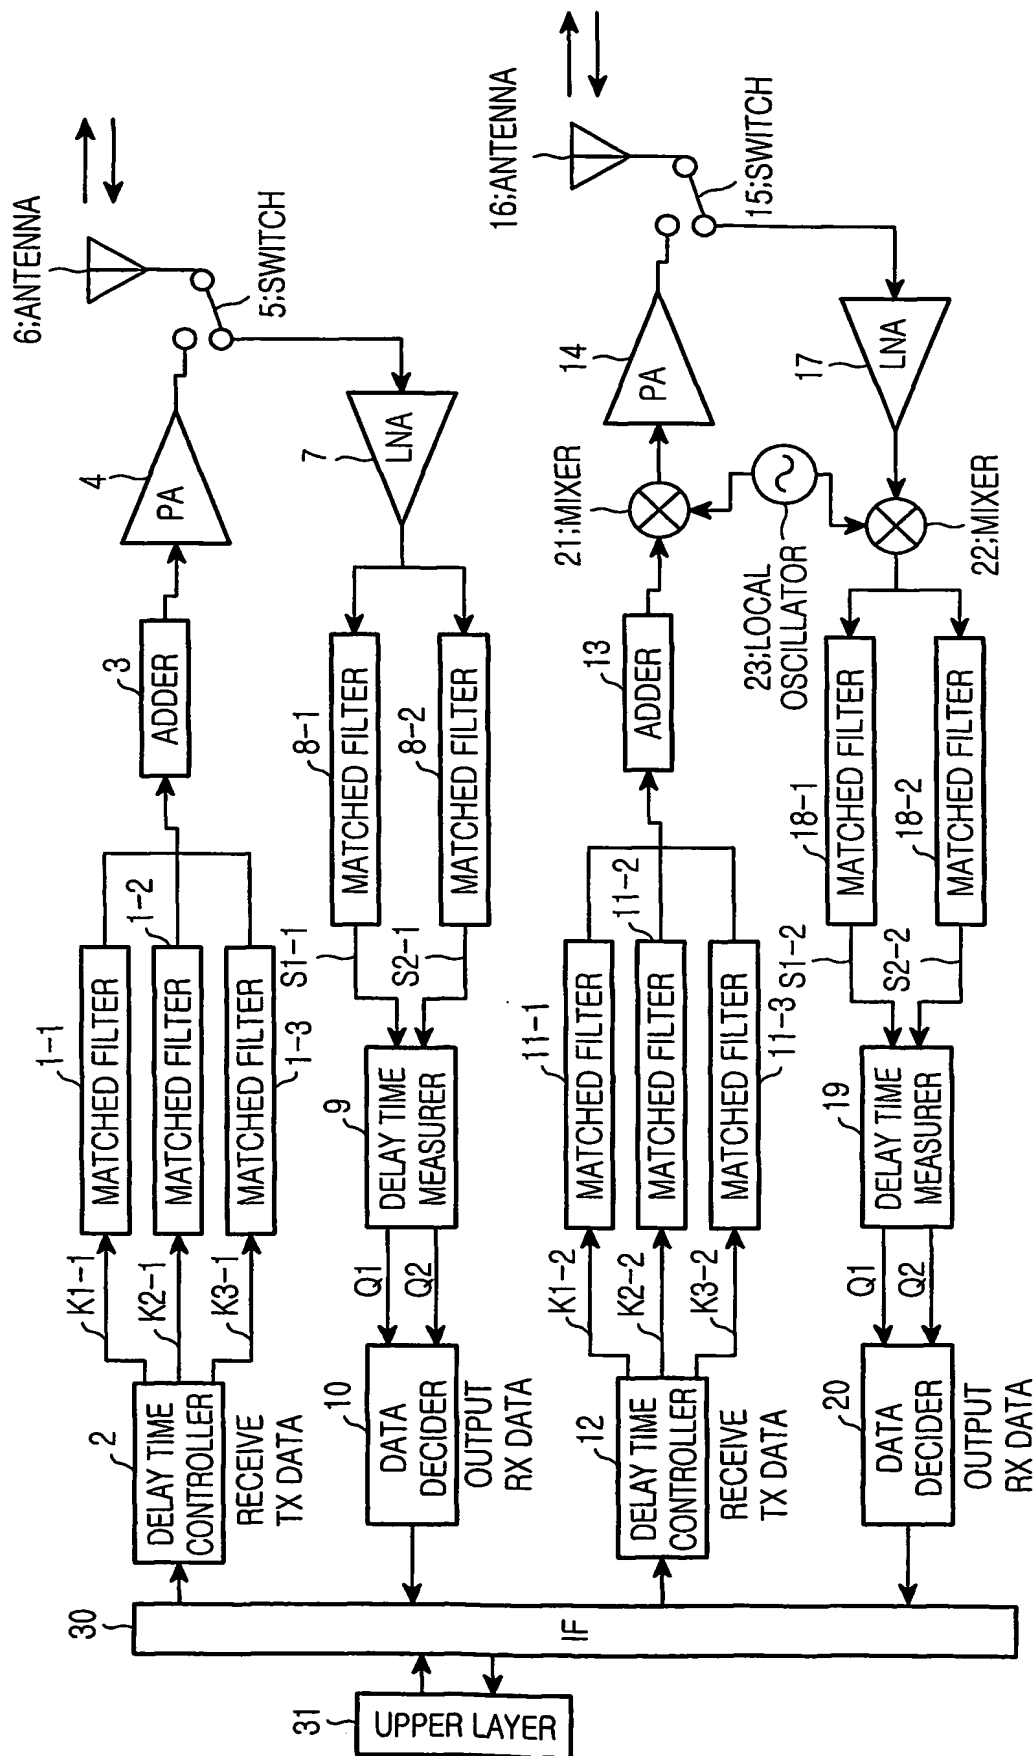 31
UPPER LAYER
30
IF
2
DELAY TIME
CONTROLLER
RECEIVE
TX DATA
K1-1
K2-1
K3-1
1-1
MATCHED FILTER
1-2
MATCHED FILTER
1-3
MATCHED FILTER
3
ADDER
4
PA
6;ANTENNA
5;SWITCH
7
LNA
8-1
MATCHED FILTER
8-2
MATCHED FILTER
S1-1
S2-1
9
DELAY TIME
MEASURER
Q1
Q2
10
DATA
DECIDER
OUTPUT
RX DATA
12
DELAY TIME
CONTROLLER
RECEIVE
TX DATA
K1-2
K2-2
K3-2
11-1
MATCHED FILTER
11-2
MATCHED FILTER
11-3
MATCHED FILTER
13
ADDER
21;MIXER
14
PA
16;ANTENNA
15;SWITCH
17
LNA
23;LOCAL
OSCILLATOR
22;MIXER
18-1
MATCHED FILTER
18-2
MATCHED FILTER
S1-2
S2-2
19
DELAY TIME
MEASURER
Q1
Q2
20
DATA
DECIDER
OUTPUT
RX DATA